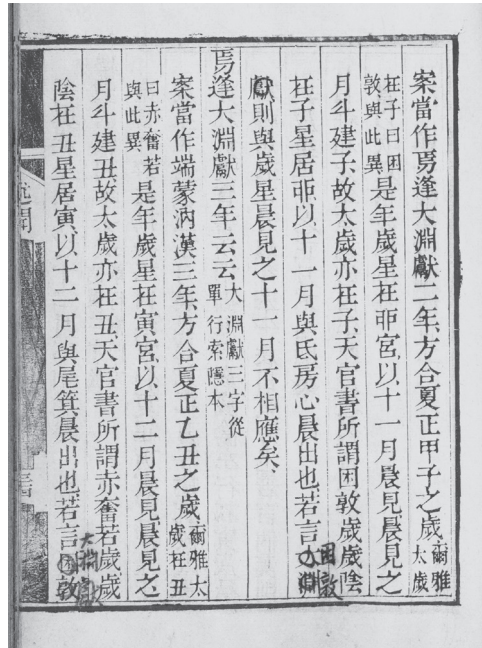 案當作焉逢大淵獻二年方合夏正甲子之歲爾雅太歲
在子曰困敦與此異是年歲星在卯宮以十一月晨見晨見之
月斗建子故太歲亦在子天官書所謂困敦歲歲陰
在子星居卯以十一月與氐房心晨出也若言大淵困敦
獻則與歲星晨見之十一月不相應矣
焉逢大淵獻三年云云大淵獻三字從單行索隱本
案當作端蒙汭漢三年方合夏正乙丑之歲爾雅太歲在丑
曰赤奮若與此異是年歲星在寅宮以十二月晨見晨見之
月斗建丑故太歲亦在丑天官書所謂赤奮若歲歲
陰在丑星居寅以十二月與尾箕晨出也若言困敦大淵獻